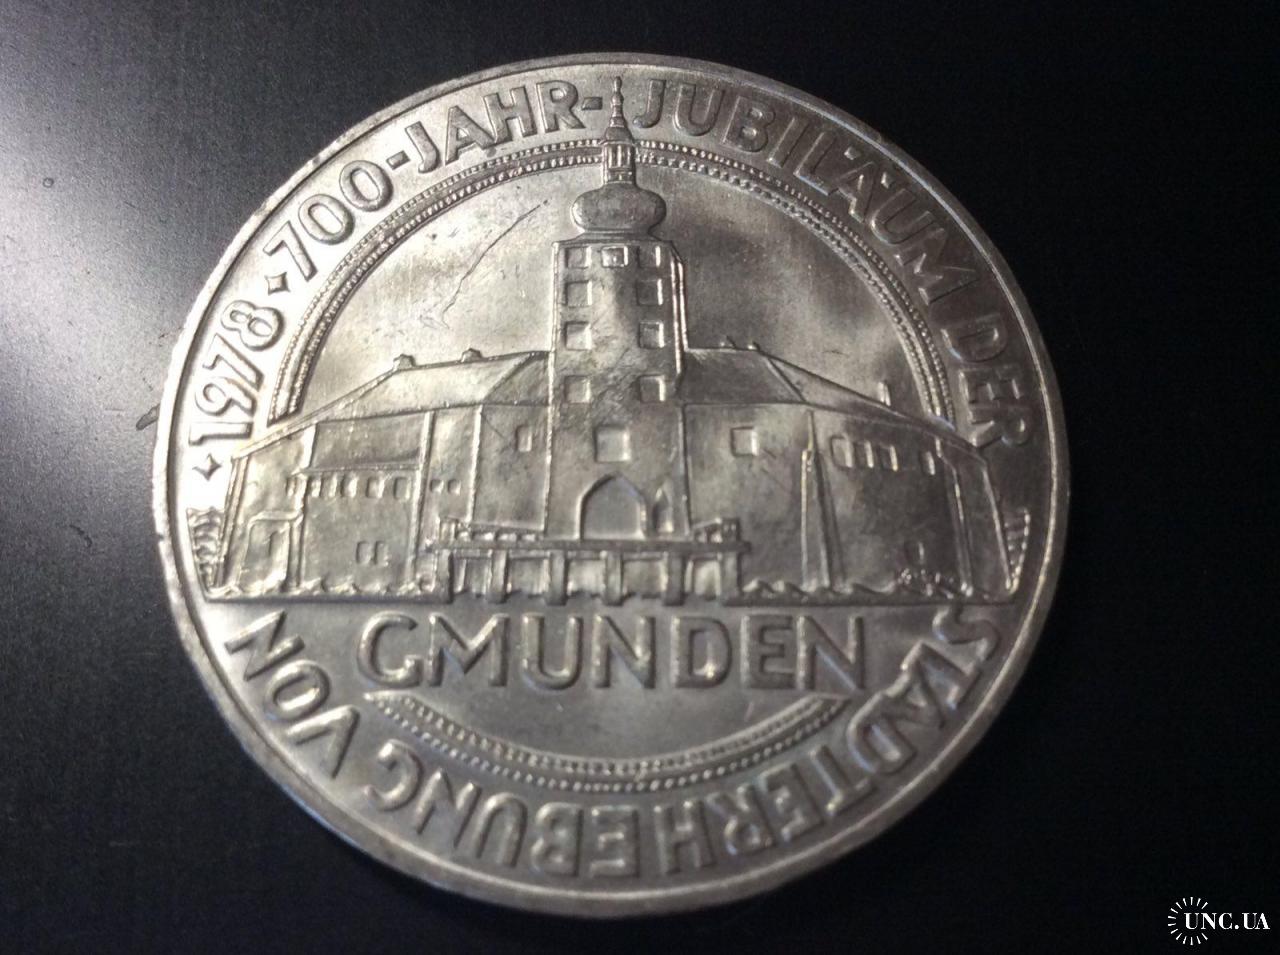 1978 · 700-JAHR-JUBILÄUM DER STADTERHEBUNG VON
GMUNDEN
UNC.UA